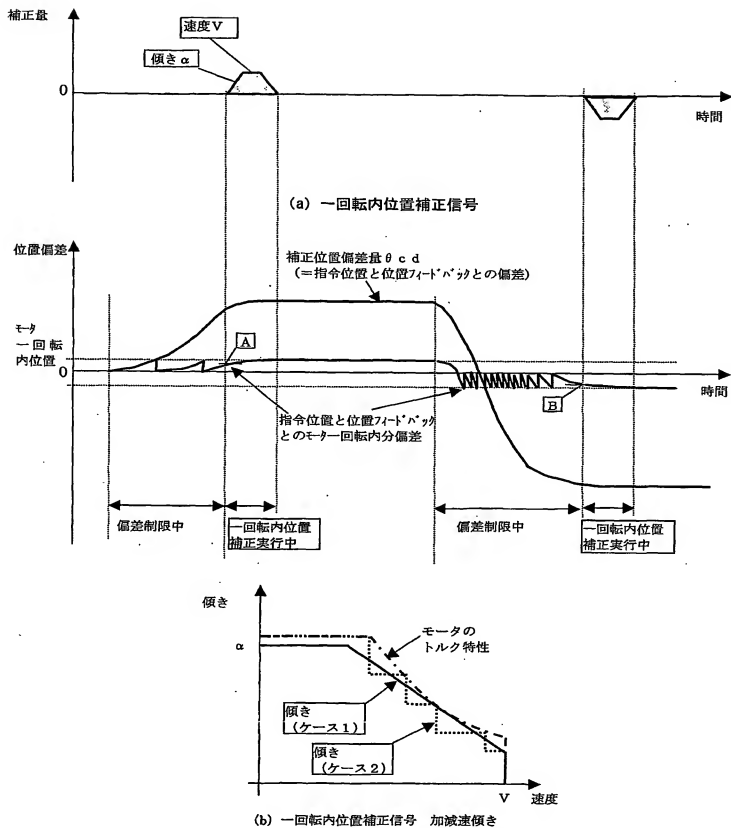 補正量
速度V
傾きα
0
時間
(a) 一回転内位置補正信号
位置偏差
補正位置偏差量θcd
(=指令位置と位置フィードバックとの偏差)
モータ
一回転
内位置
A
0
時間
B
指令位置と位置フィードバック
とのモータ一回転内分偏差
偏差制限中
一回転内位置
補正実行中
偏差制限中
一回転内位置
補正実行中
傾き
モータの
トルク特性
α
傾き
(ケース1)
傾き
(ケース2)
V
速度
(b) 一回転内位置補正信号 加減速傾き